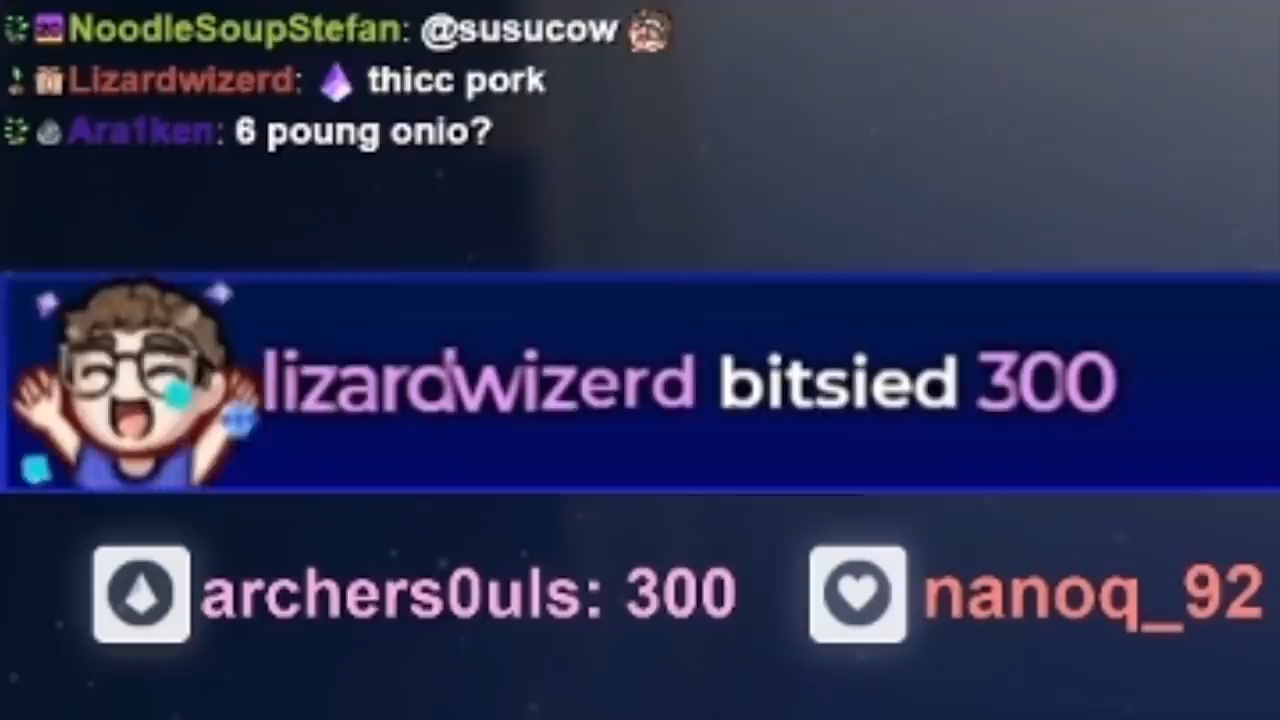 NoodleSoupStefan: @susucow
Lizardwizerd: thicc pork
Ara1ken: 6 poung onio?
lizardwizerd bitsied 300
archers0uls: 300
nanoq_92